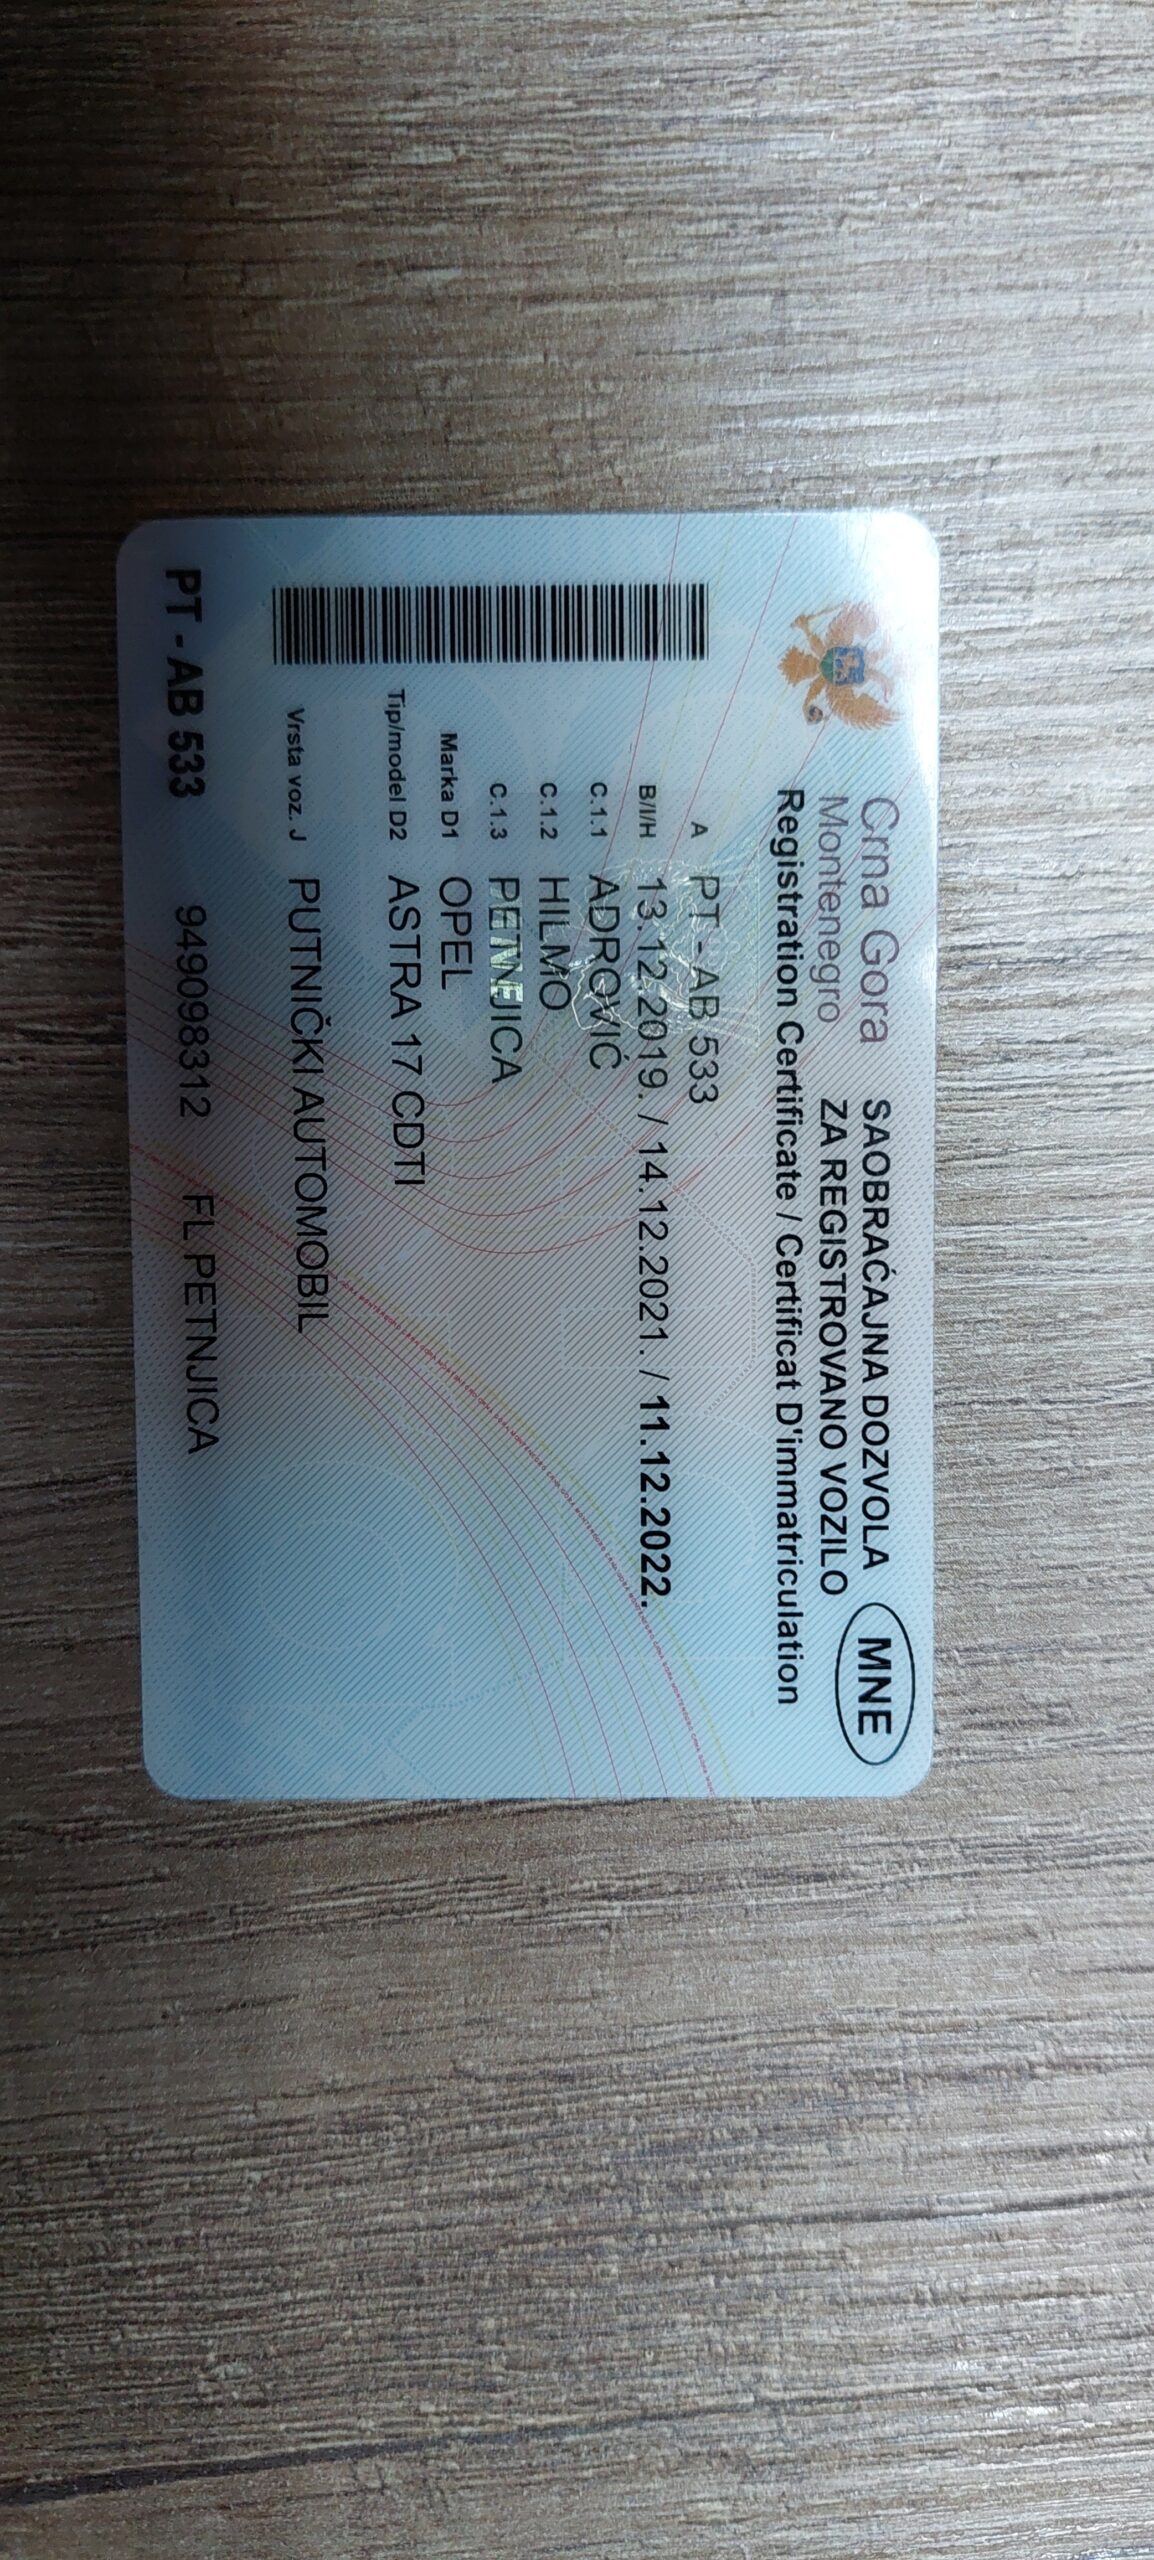 Crna Gora SAOBRAĆAJNA DOZVOLA
Montenegro ZA REGISTROVANO VOZILO
MNE
Registration Certificate / Certificat D'immatriculation
A PT - AB 533
B/I/H 13.12.2019. / 14.12.2021. / 11.12.2022.
C.1.1 ADROVIĆ
C.1.2 HILMO
C.1.3 PETNJICA
Marka D1 OPEL
Tip/model D2 ASTRA 17 CDTI
Vrsta voz. J PUTNIČKI AUTOMOBIL
PT - AB 533 949098312 FL PETNJICA